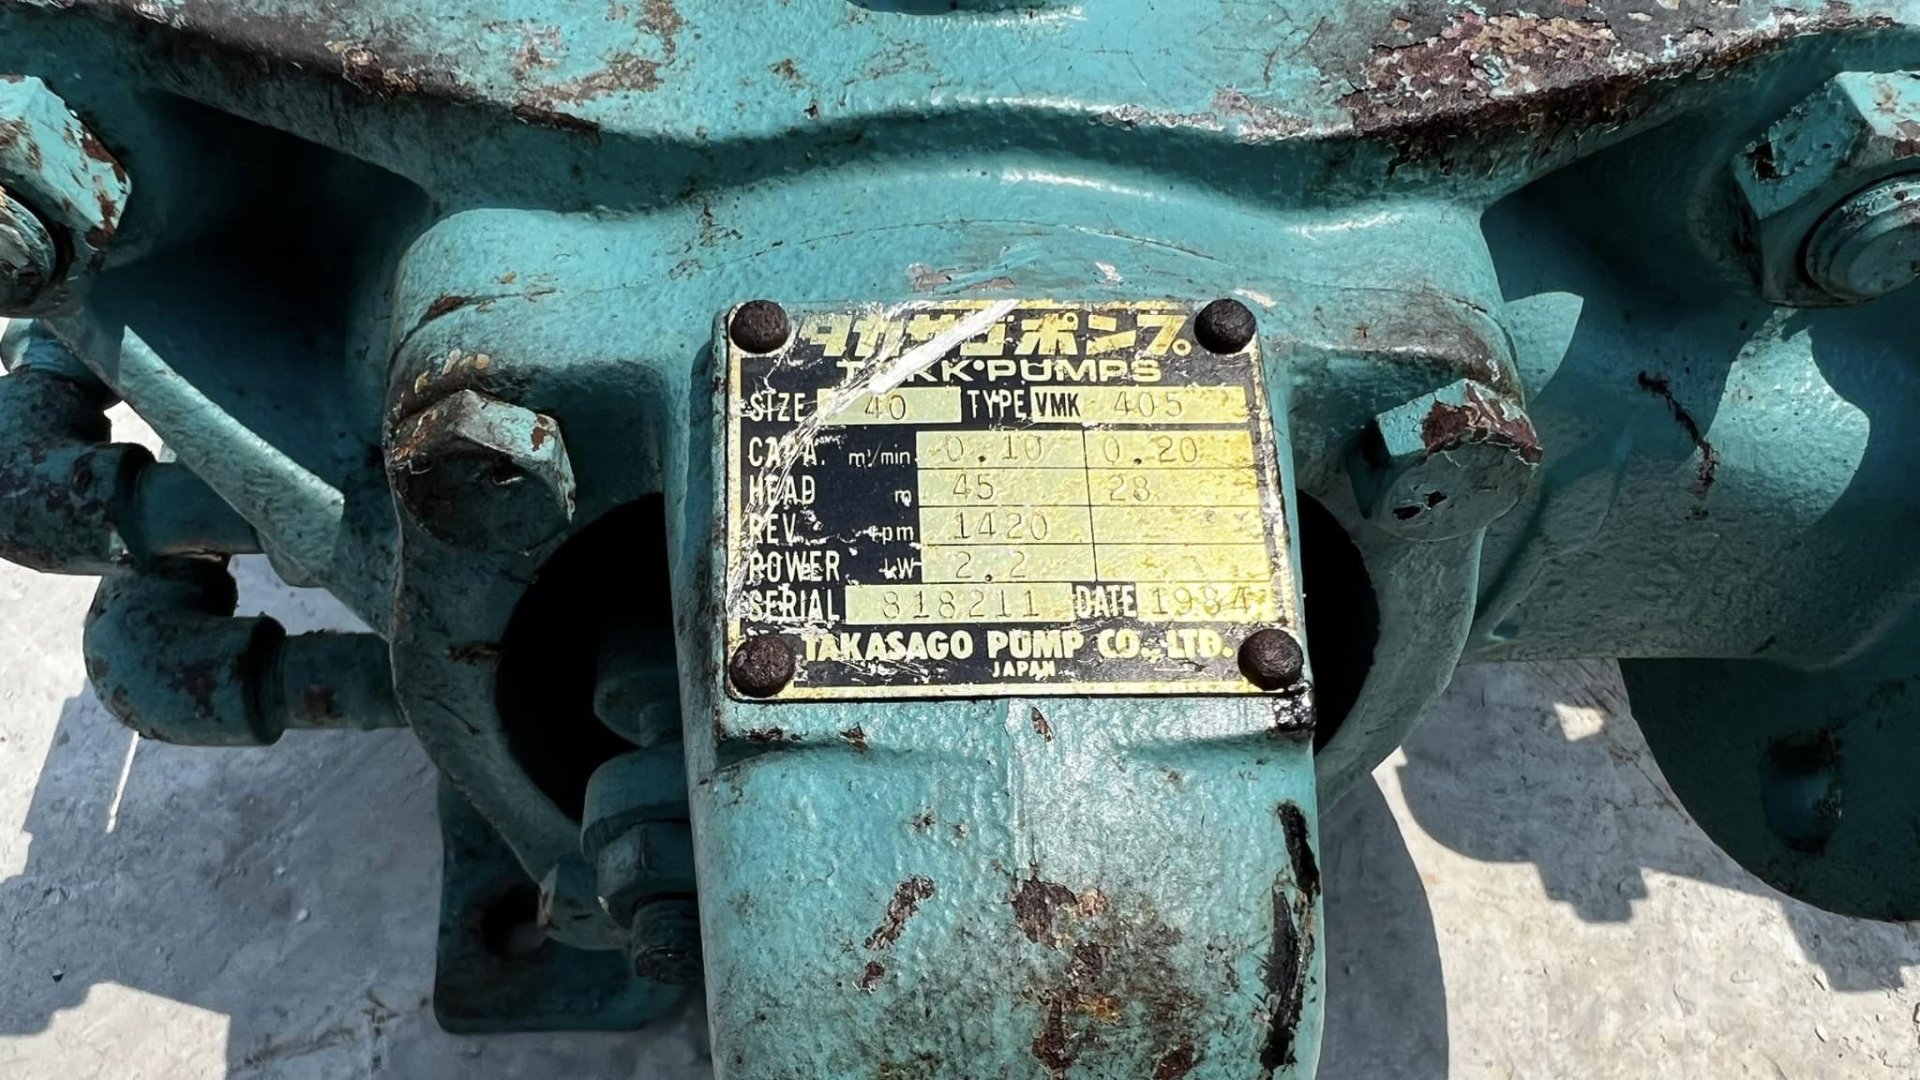 タカサゴポンプ
TKK・PUMPS
SIZE 40 TYPE VMK 405
CAPA. m³/min. 0.10 0.20
HEAD m 45 28
REV. rpm 1420
POWER kW 2.2
SERIAL 818211 DATE 1984
TAKASAGO PUMP CO., LTD.
JAPAN